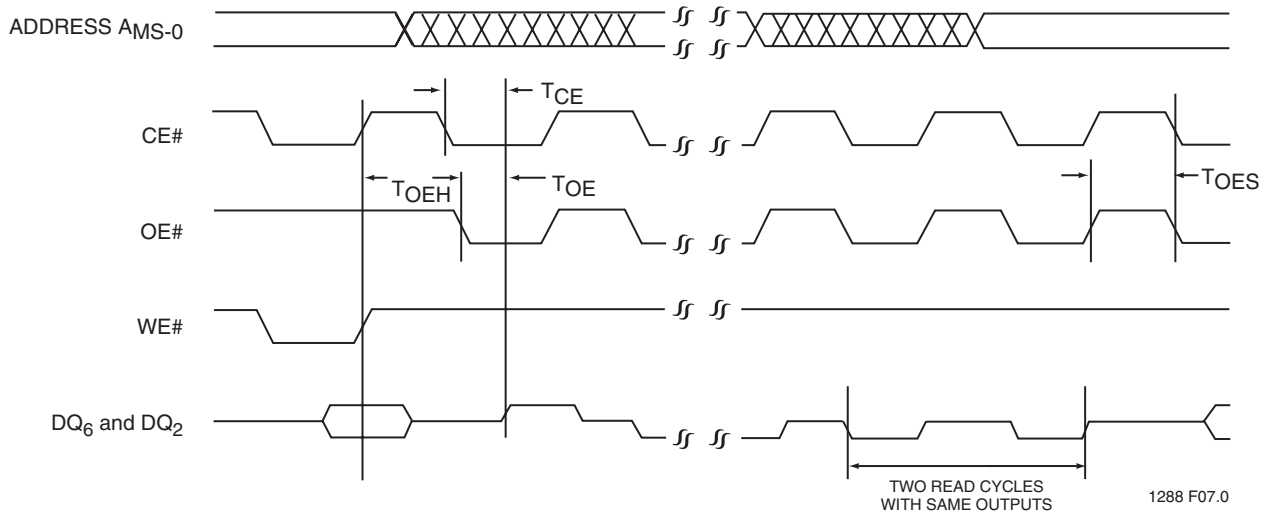 ADDRESS AMS-0
TCE
CE#
TOEH
TOE
TOES
OE#
WE#
DQ6 and DQ2
TWO READ CYCLES
WITH SAME OUTPUTS
1288 F07.0